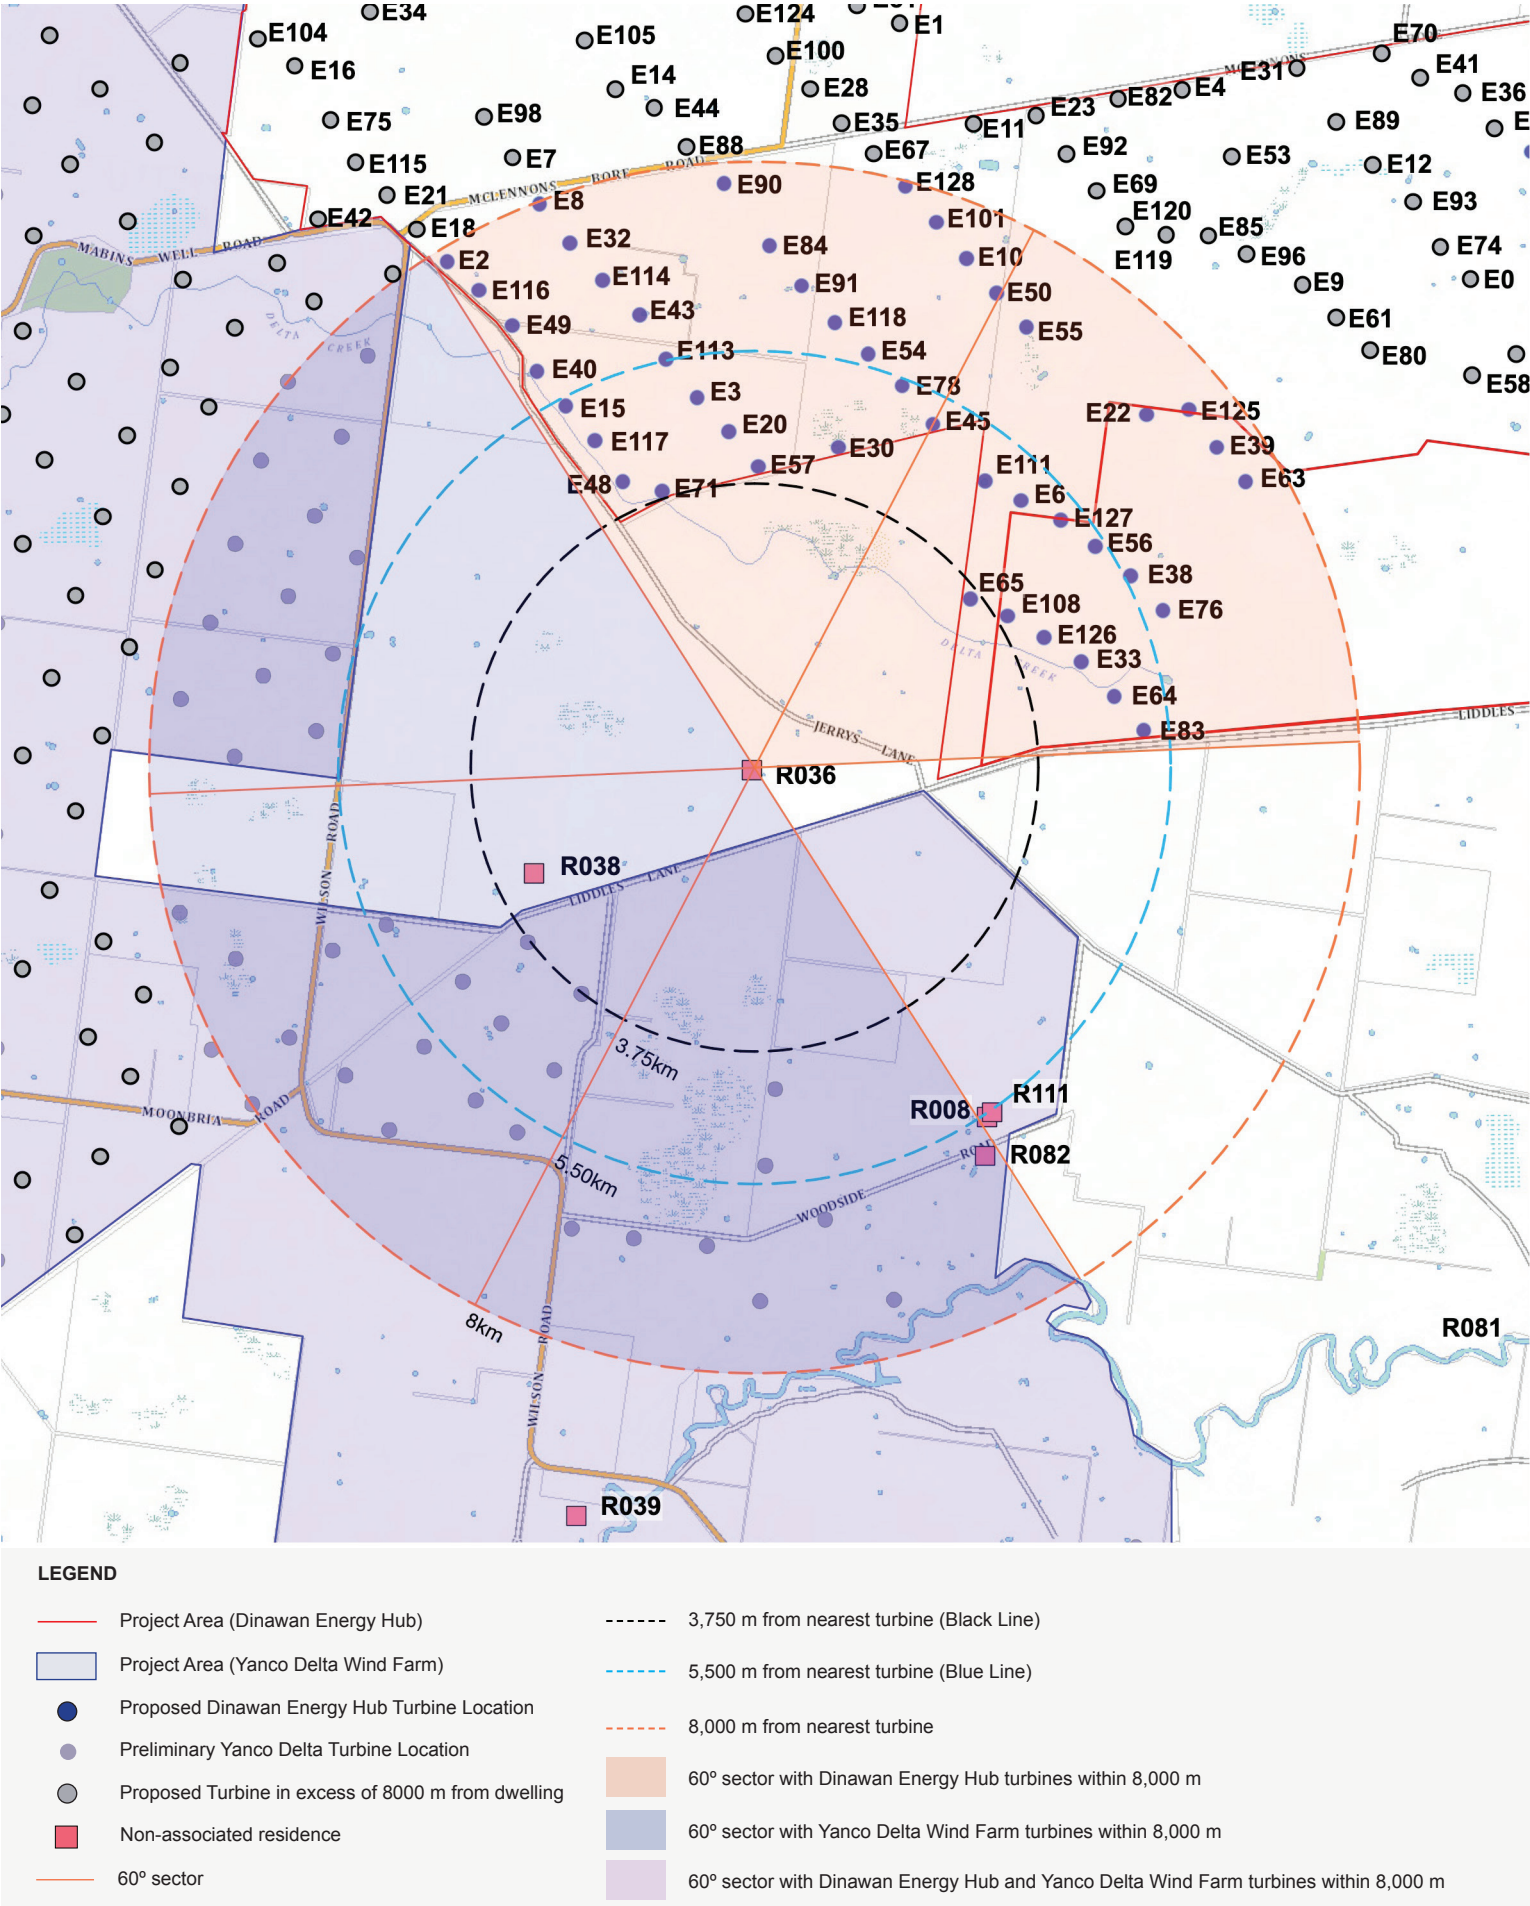 E34
E124
E104
E105
E1
E100
E70
E16
E14
E28
MCLENNONS
E31
E41
E36
E75
E98
E44
E35
E11
E23
E82
E4
E89
E
E115
E7
E88
E67
E92
E53
E12
MCLENNONS BORE ROAD
E21
E8
E90
E128
E69
E93
E42
E18
E101
E120
E85
MABINS WELL ROAD
E2
E32
E84
E10
E119
E96
E74
E116
E114
E91
E50
E9
E0
DELTA CREEK
E49
E43
E118
E55
E61
E113
E54
E80
E40
E3
E78
E58
E15
E20
E45
E22
E125
E117
E57
E30
E39
E48
E71
E111
E63
E6
E127
E56
E65
E38
E108
E76
E126
DELTA CREEK
E33
E64
E83
JERRYS LANE
LIDDLES
R036
WILSON ROAD
R038
LIDDLES LANE
3.75km
R111
R008
MOONBRIA ROAD
R082
ROAD
5.50km
WOODSIDE
8km
WILSON ROAD
R081
R039
LEGEND
Project Area (Dinawan Energy Hub)
Project Area (Yanco Delta Wind Farm)
Proposed Dinawan Energy Hub Turbine Location
Preliminary Yanco Delta Turbine Location
Proposed Turbine in excess of 8000 m from dwelling
Non-associated residence
60º sector
3,750 m from nearest turbine (Black Line)
5,500 m from nearest turbine (Blue Line)
8,000 m from nearest turbine
60º sector with Dinawan Energy Hub turbines within 8,000 m
60º sector with Yanco Delta Wind Farm turbines within 8,000 m
60º sector with Dinawan Energy Hub and Yanco Delta Wind Farm turbines within 8,000 m